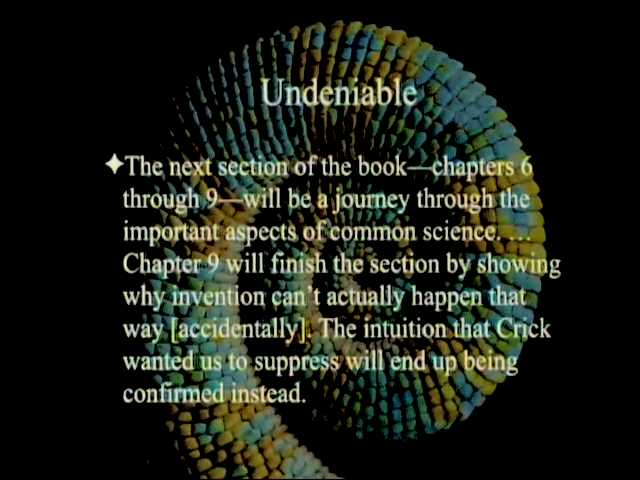 Undeniable
✦The next section of the book—chapters 6
through 9—will be a journey through the
important aspects of common science. …
Chapter 9 will finish the section by showing
why invention can't actually happen that
way [accidentally]. The intuition that Crick
wanted us to suppress will end up being
confirmed instead.